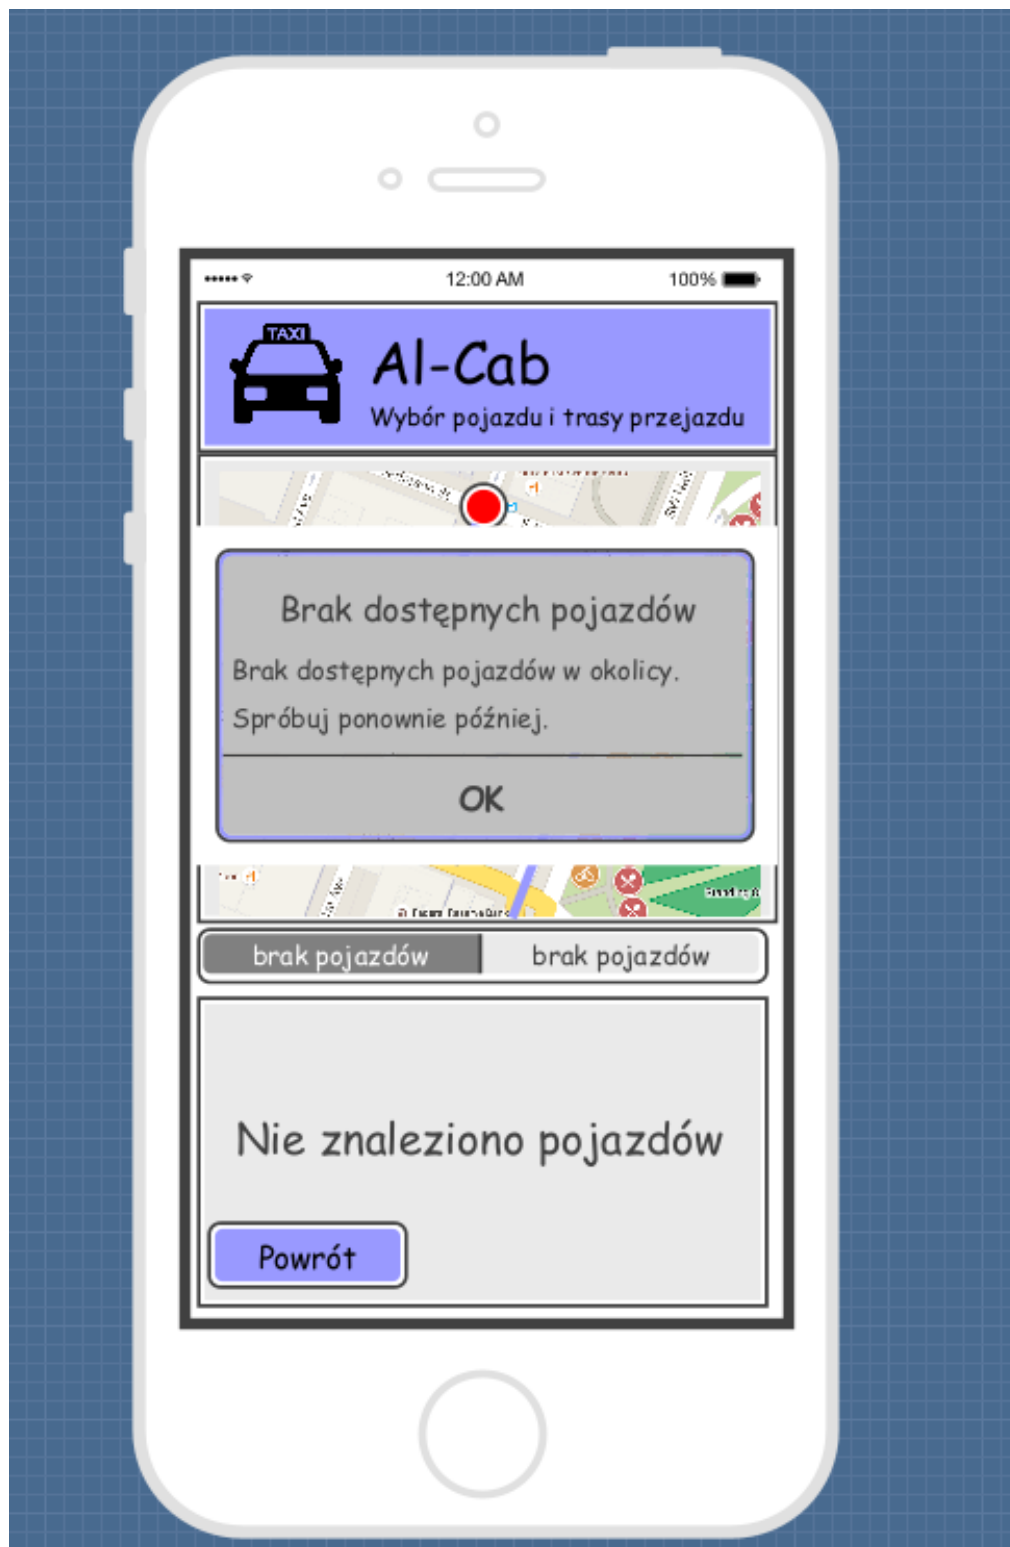 12:00 AM
100%
TAXI
Al-Cab
Wybór pojazdu i trasy przejazdu
Brak dostępnych pojazdów
Brak dostępnych pojazdów w okolicy.
Spróbuj ponownie później.
OK
brak pojazdów
brak pojazdów
Nie znaleziono pojazdów
Powrót